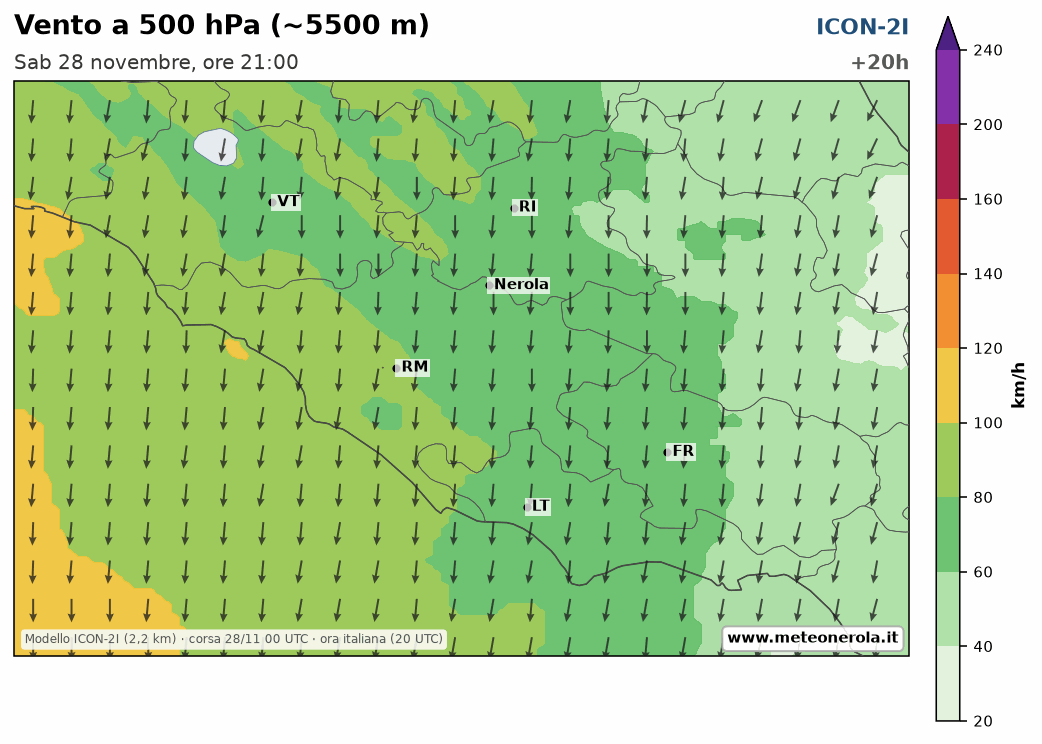 Vento a 500 hPa (~5500 m)
ICON-2I
Sab 28 novembre, ore 21:00
+20h
240
200
160
140
120
100
80
60
40
20
km/h
VT
RI
Nerola
RM
FR
LT
Modello ICON-2I (2,2 km) · corsa 28/11 00 UTC · ora italiana (20 UTC)
www.meteonerola.it